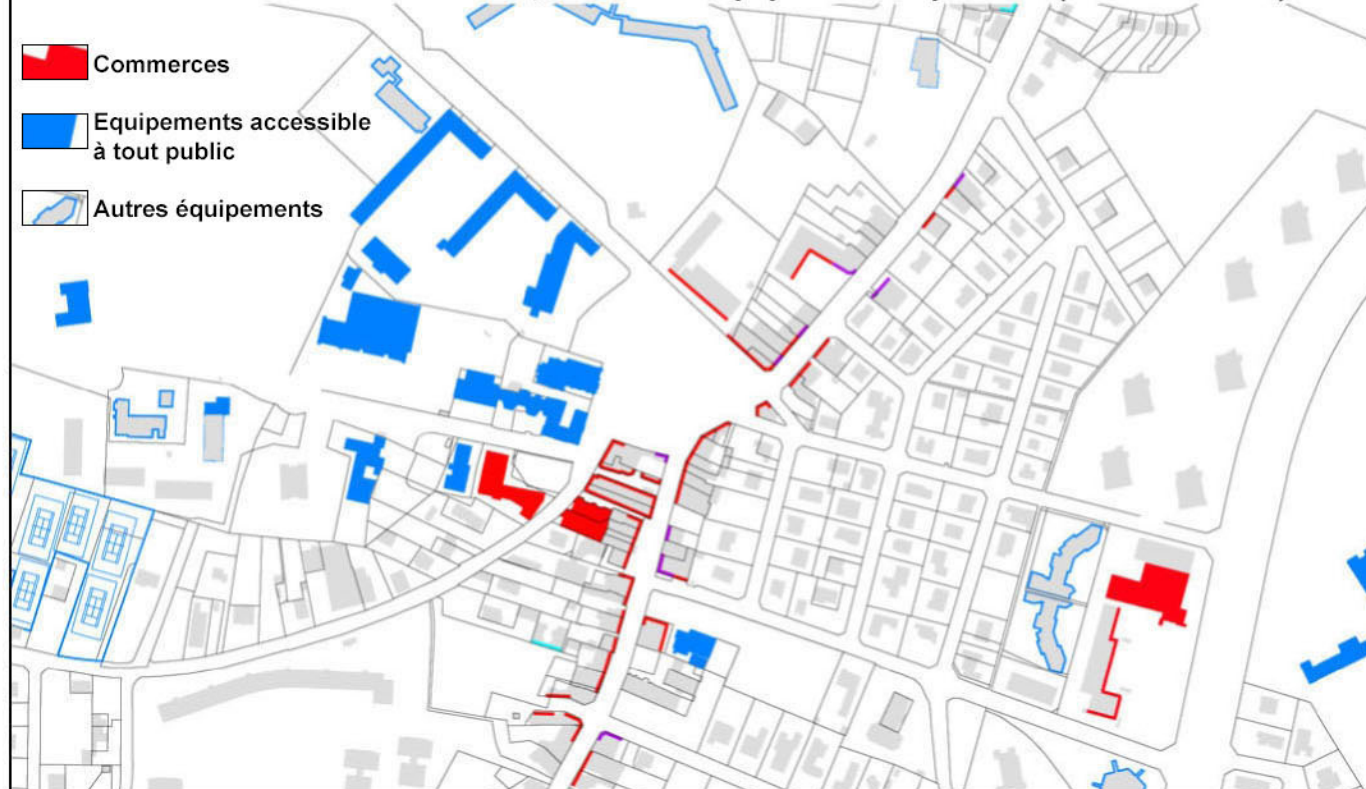 Commerces
Equipements accessible
à tout public
Autres équipements